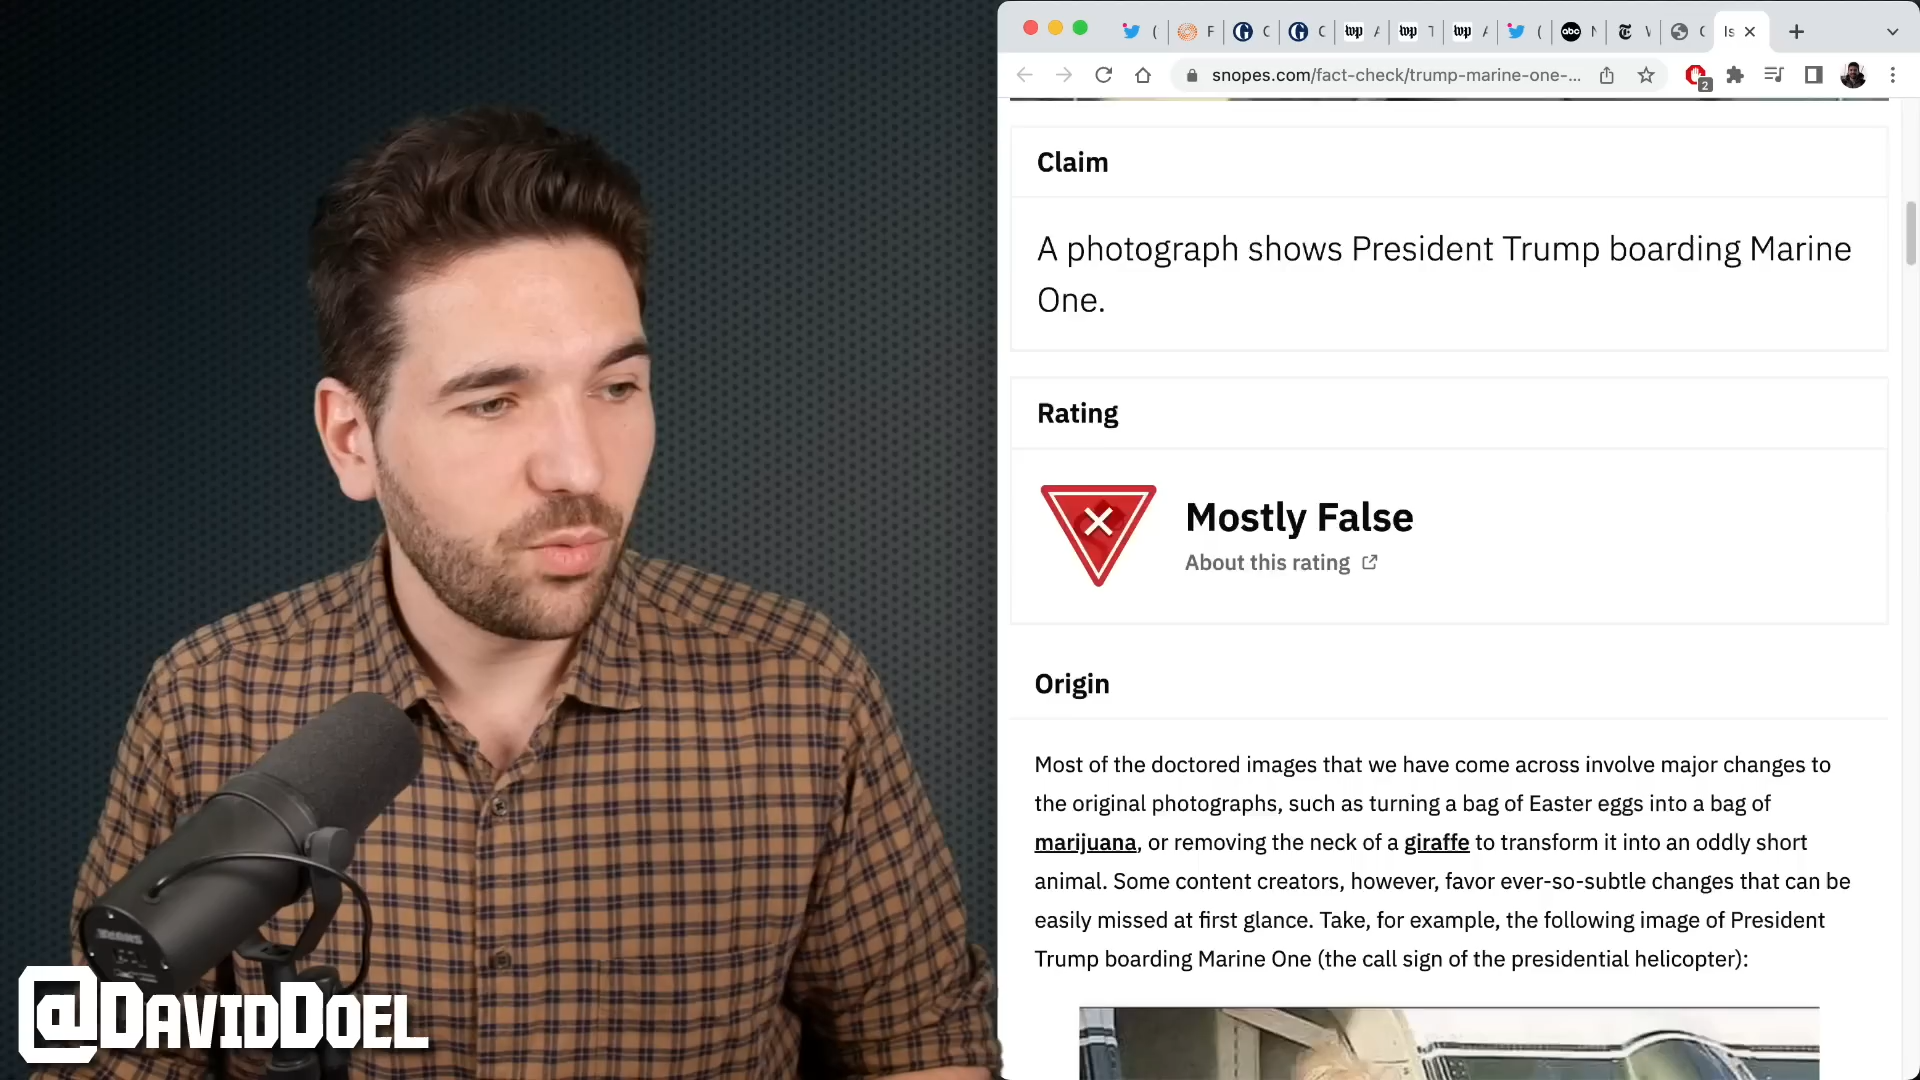 snopes.com/fact-check/trump-marine-one-...
2
Claim
A photograph shows President Trump boarding Marine
One.
Rating
Mostly False
About this rating
Origin
Most of the doctored images that we have come across involve major changes to
the original photographs, such as turning a bag of Easter eggs into a bag of
marijuana, or removing the neck of a giraffe to transform it into an oddly short
animal. Some content creators, however, favor ever-so-subtle changes that can be
easily missed at first glance. Take, for example, the following image of President
Trump boarding Marine One (the call sign of the presidential helicopter):
@DAVIDDOEL